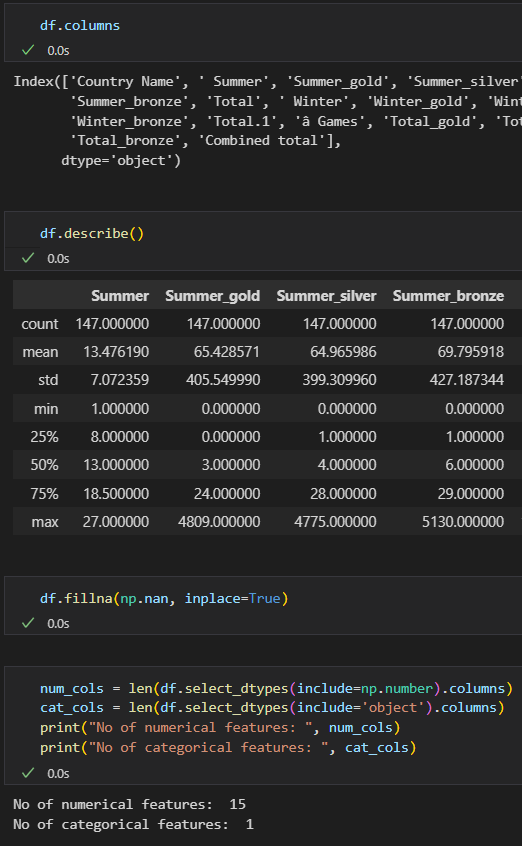 df.columns
0.0s
Index(['Country Name', ' Summer', 'Summer_gold', 'Summer_silver'
'Summer_bronze', 'Total', ' Winter', 'Winter_gold', 'Wint
'Winter_bronze', 'Total.1', 'â Games', 'Total_gold', 'Tot
'Total_bronze', 'Combined total'],
dtype='object')
df.describe()
0.0s
Summer Summer_gold Summer_silver Summer_bronze
count 147.000000 147.000000 147.000000 147.000000
mean 13.476190 65.428571 64.965986 69.795918
std 7.072359 405.549990 399.309960 427.187344
min 1.000000 0.000000 0.000000 0.000000
25% 8.000000 0.000000 1.000000 1.000000
50% 13.000000 3.000000 4.000000 6.000000
75% 18.500000 24.000000 28.000000 29.000000
max 27.000000 4809.000000 4775.000000 5130.000000
df.fillna(np.nan, inplace=True)
0.0s
num_cols = len(df.select_dtypes(include=np.number).columns)
cat_cols = len(df.select_dtypes(include='object').columns)
print("No of numerical features: ", num_cols)
print("No of categorical features: ", cat_cols)
0.0s
No of numerical features:  15
No of categorical features:  1